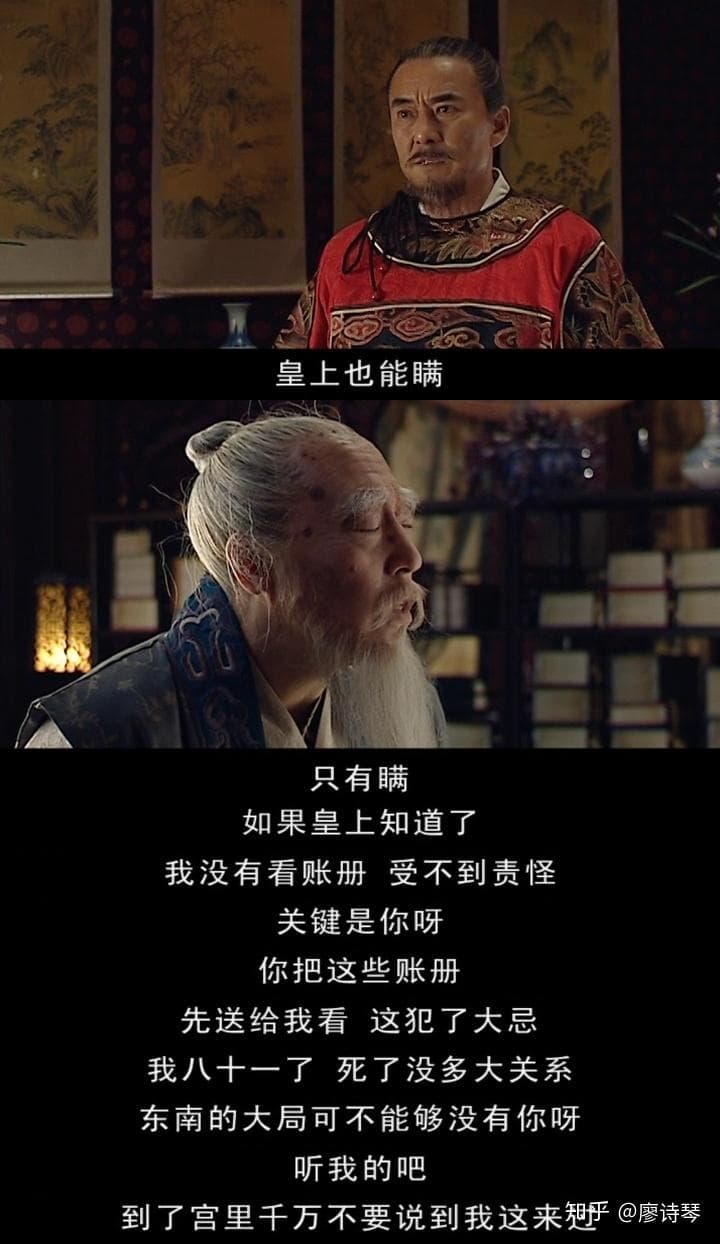 皇上也能瞒
只有瞒
如果皇上知道了
我没有看账册 受不到责怪
关键是你呀
你把这些账册
先送给我看 这犯了大忌
我八十一了 死了没多大关系
东南的大局可不能够没有你呀
听我的吧
到了宫里千万不要说到我这来过
知乎 @廖诗琴